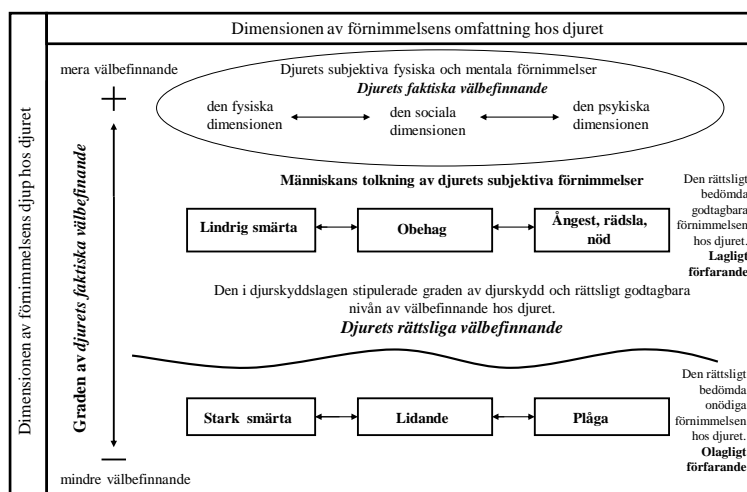 Dimensionen av förnimmelsens omfattning hos djuret
Dimensionen av förnimmelsens djup hos djuret
mera välbefinnande
Graden av djurets faktiska välbefinnande
mindre välbefinnande
Djurets subjektiva fysiska och mentala förnimmelser
Djurets faktiska välbefinnande
den fysiska
dimensionen
den sociala
dimensionen
den psykiska
dimensionen
Människans tolkning av djurets subjektiva förnimmelser
Lindrig smärta
Obehag
Ångest, rädsla,
nöd
Den rättsligt
bedömda
godtagbara
förnimmelsen
hos djuret.
Lagligt
förfarande
Den i djurskyddslagen stipulerade graden av djurskydd och rättsligt godtagbara
nivån av välbefinnande hos djuret.
Djurets rättsliga välbefinnande
Stark smärta
Lidande
Plåga
Den rättsligt
bedömda
onödiga
förnimmelsen
hos djuret.
Olagligt
förfarande